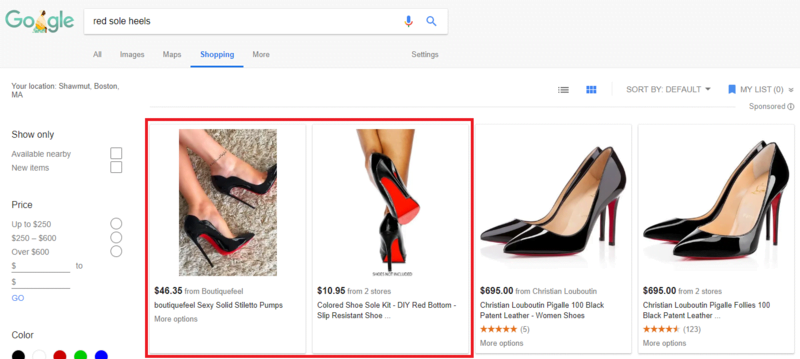 Google
red sole heels
All Images Maps Shopping More Settings
Your location: Shawmut, Boston,
MA
SORT BY: DEFAULT MY LIST (0)
Sponsored
Show only
Available nearby
New items
Price
Up to $250
$250 – $600
Over $600
$ to
$
GO
Color
SHOES NOT INCLUDED
$46.35 from Boutiquefeel
boutiquefeel Sexy Solid Stiletto Pumps
More options
$10.95 from 2 stores
Colored Shoe Sole Kit - DIY Red Bottom -
Slip Resistant Shoe ...
$695.00 from Christian Louboutin
Christian Louboutin Pigalle 100 Black
Patent Leather - Women Shoes
(5)
More options
$695.00 from 2 stores
Christian Louboutin Pigalle Follies 100
Black Patent Leather ...
(123)
More options